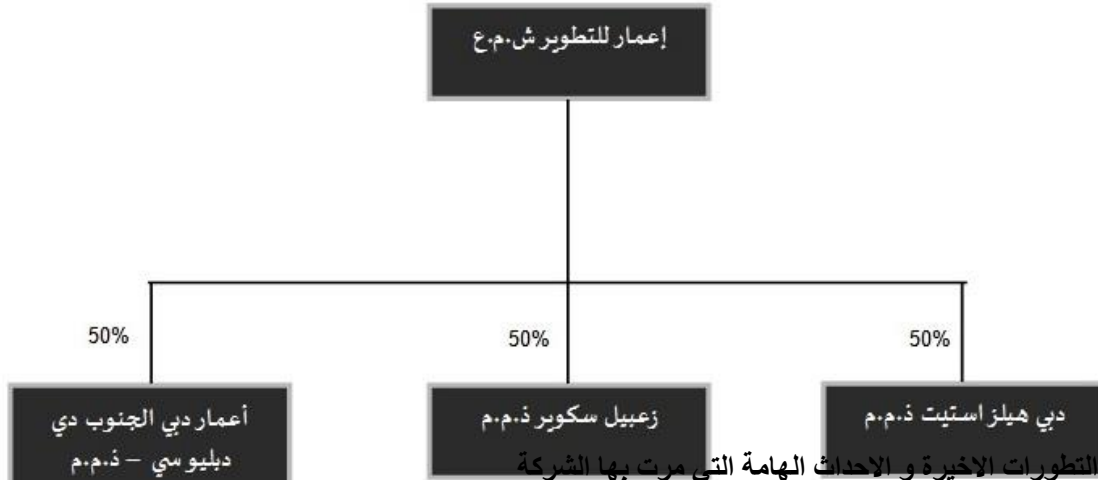 إعمار للتطوير ش.م.ع
50%
50%
50%
دبي هيلز استيت ذ.م.م
زعبيل سكوير ذ.م.م
أعمار دبي الجنوب دي
دبليو سي – ذ.م.م
التطورات الاخيرة و الاحداث الهامة التي مرت بها الشركة